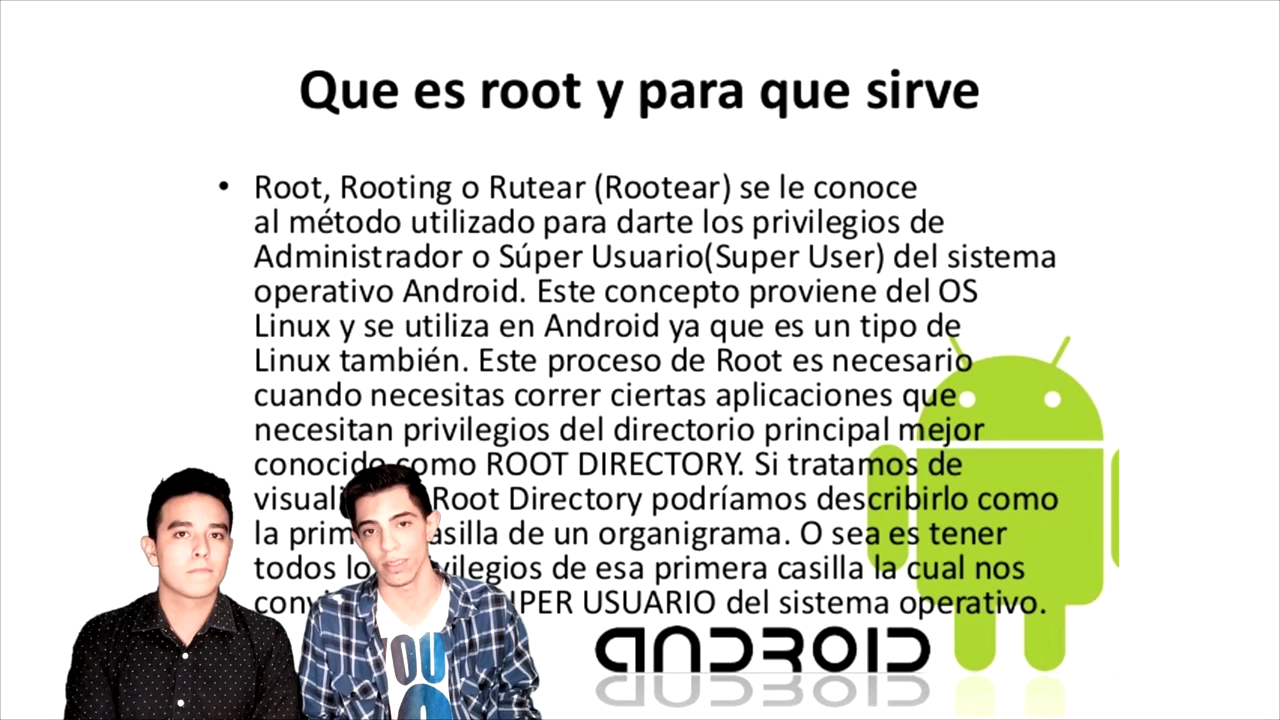 Que es root y para que sirve
• Root, Rooting o Rutear (Rootear) se le conoce
al método utilizado para darte los privilegios de
Administrador o Súper Usuario(Super User) del sistema
operativo Android. Este concepto proviene del OS
Linux y se utiliza en Android ya que es un tipo de
Linux también. Este proceso de Root es necesario
cuando necesitas correr ciertas aplicaciones que
necesitan privilegios del directorio principal mejor
conocido como ROOT DIRECTORY. Si tratamos de
Root Directory podríamos describirlo como
la de un organigrama. O sea es tener
todos de esa primera casilla la cual nos
USUARIO del sistema operativo.
ANDROID
YOU